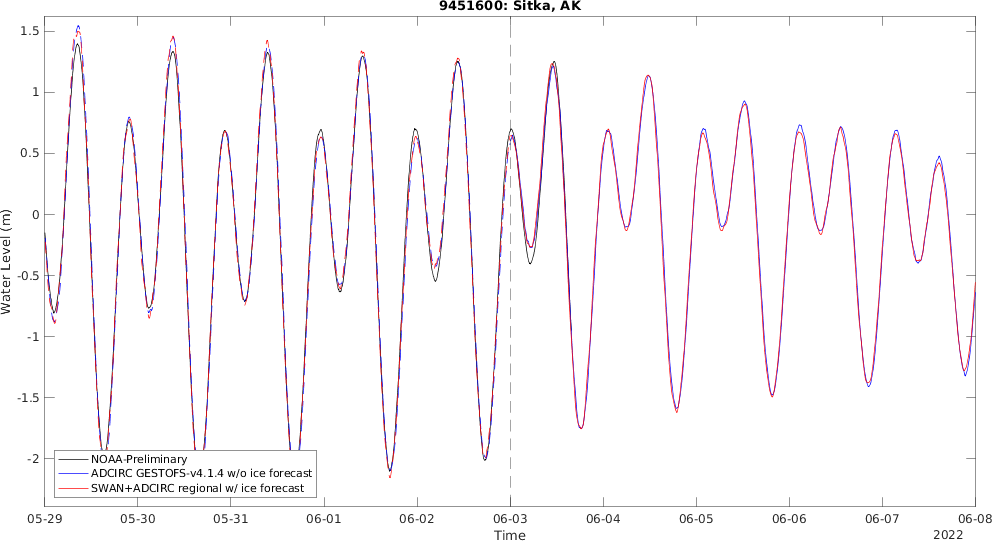 9451600: Sitka, AK
1.5
1
0.5
0
-0.5
-1
-1.5
-2
Water Level (m)
NOAA-Preliminary
ADCIRC GESTOFS-v4.1.4 w/o ice forecast
SWAN+ADCIRC regional w/ ice forecast
05-29 05-30 05-31 06-01 06-02 06-03 06-04 06-05 06-06 06-07 06-08
Time
2022